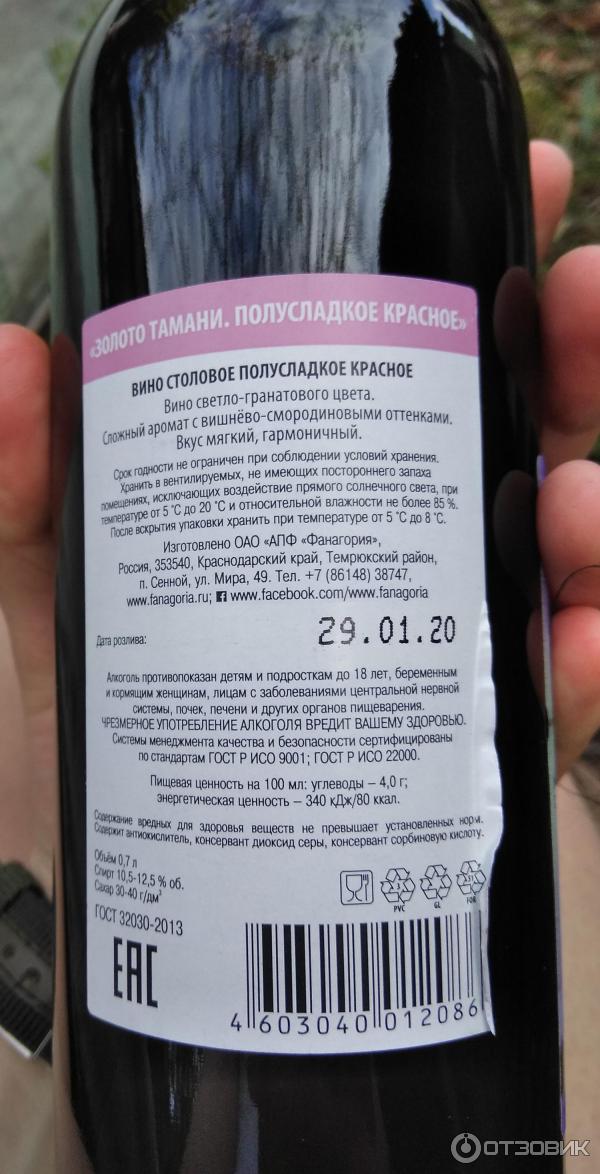 «ЗОЛОТО ТАМАНИ. ПОЛУСЛАДКОЕ КРАСНОЕ»
ВИНО СТОЛОВОЕ ПОЛУСЛАДКОЕ КРАСНОЕ
Вино светло-гранатового цвета.
Сложный аромат с вишнёво-смородиновыми оттенками.
Вкус мягкий, гармоничный.
Срок годности не ограничен при соблюдении условий хранения.
Хранить в вентилируемых, не имеющих постороннего запаха
помещениях, исключающих воздействие прямого солнечного света, при
температуре от 5 °С до 20 °С и относительной влажности не более 85 %.
После вскрытия упаковки хранить при температуре от 5 °С до 8 °С.
Изготовлено ОАО «АПФ «Фанагория»,
Россия, 353540, Краснодарский край, Темрюкский район,
п. Сенной, ул. Мира, 49. Тел. +7 (86148) 38747,
www.fanagoria.ru; f www.facebook.com/www.fanagoria
Дата розлива: 29.01.20
Алкоголь противопоказан детям и подросткам до 18 лет, беременным
и кормящим женщинам, лицам с заболеваниями центральной нервной
системы, почек, печени и других органов пищеварения.
ЧРЕЗМЕРНОЕ УПОТРЕБЛЕНИЕ АЛКОГОЛЯ ВРЕДИТ ВАШЕМУ ЗДОРОВЬЮ.
Системы менеджмента качества и безопасности сертифицированы
по стандартам ГОСТ Р ИСО 9001; ГОСТ Р ИСО 22000.
Пищевая ценность на 100 мл: углеводы – 4,0 г;
энергетическая ценность – 340 кДж/80 ккал.
Содержание вредных для здоровья веществ не превышает установленных норм.
Содержит антиокислитель, консервант диоксид серы, консервант сорбиновую кислоту.
Объём 0,7 л
Спирт 10,5-12,5 % об.
Сахар 30-40 г/дм³
ГОСТ 32030-2013
3 PVC
GL
51 FOR
EAC
4 603040 012086
ОТЗОВИК